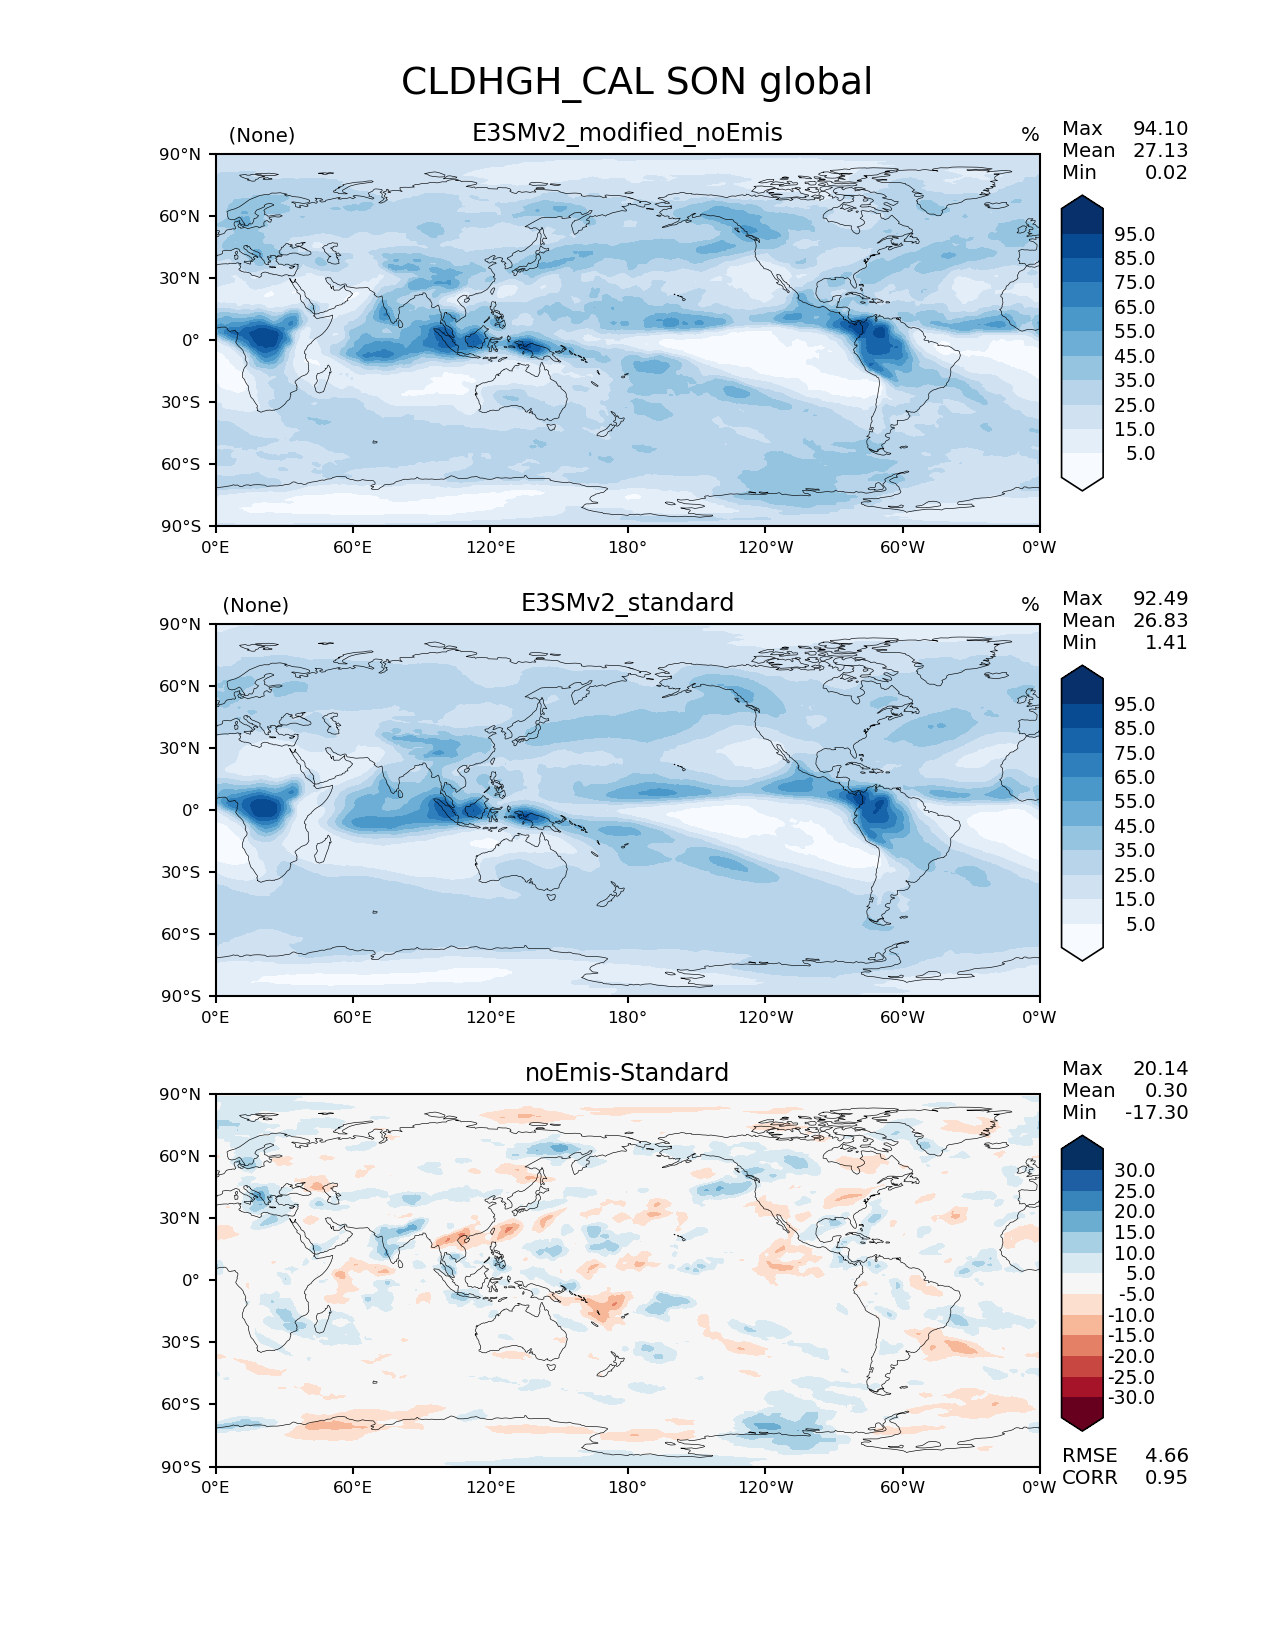 CLDHGH_CAL SON global
(None) E3SMv2_modified_noEmis %
Max 94.10
Mean 27.13
Min 0.02
90°N
60°N
30°N
0°
30°S
60°S
90°S
0°E 60°E 120°E 180° 120°W 60°W 0°W
95.0
85.0
75.0
65.0
55.0
45.0
35.0
25.0
15.0
5.0
(None) E3SMv2_standard %
Max 92.49
Mean 26.83
Min 1.41
90°N
60°N
30°N
0°
30°S
60°S
90°S
0°E 60°E 120°E 180° 120°W 60°W 0°W
95.0
85.0
75.0
65.0
55.0
45.0
35.0
25.0
15.0
5.0
noEmis-Standard
Max 20.14
Mean 0.30
Min -17.30
90°N
60°N
30°N
0°
30°S
60°S
90°S
0°E 60°E 120°E 180° 120°W 60°W 0°W
30.0
25.0
20.0
15.0
10.0
5.0
-5.0
-10.0
-15.0
-20.0
-25.0
-30.0
RMSE 4.66
CORR 0.95